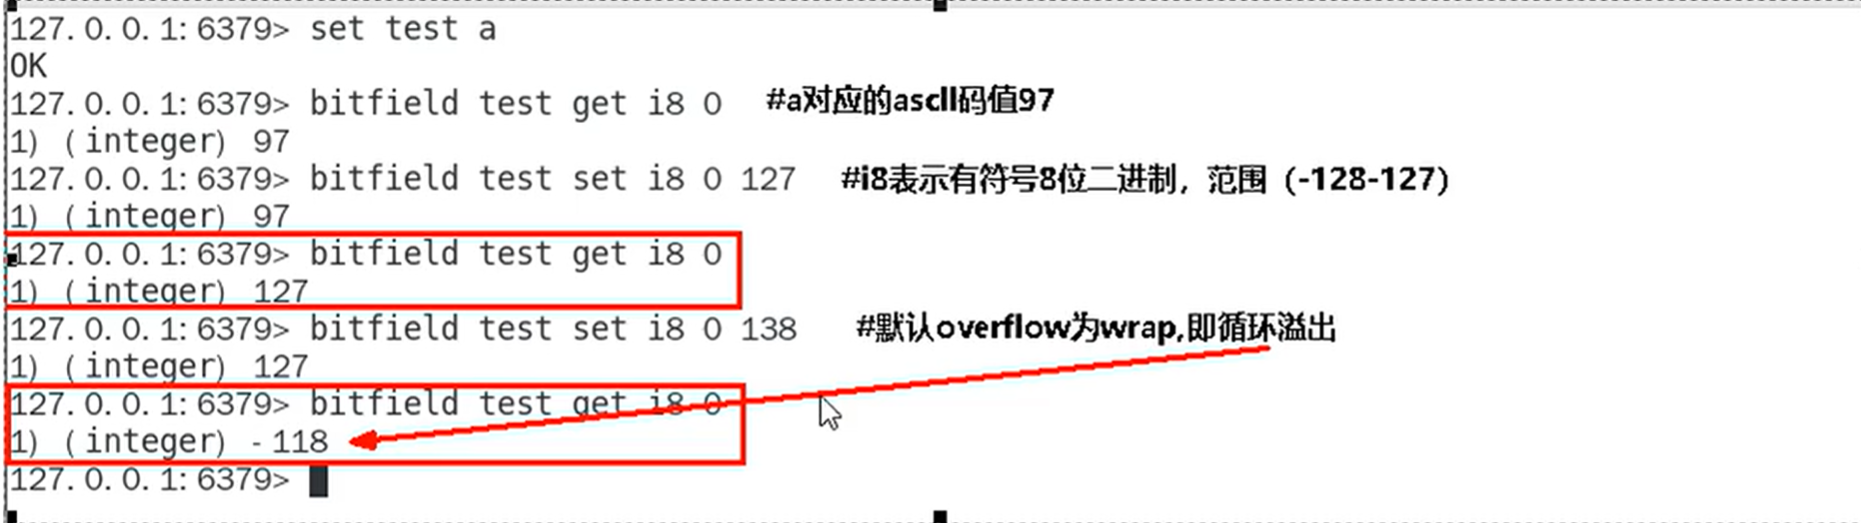 127.0.0.1:6379> set test a
OK
127.0.0.1:6379> bitfield test get i8 0 #a对应的ascll码值97
1) (integer) 97
127.0.0.1:6379> bitfield test set i8 0 127 #i8表示有符号8位二进制，范围（-128-127）
1) (integer) 97
127.0.0.1:6379> bitfield test get i8 0
1) (integer) 127
127.0.0.1:6379> bitfield test set i8 0 138 #默认overflow为wrap,即循环溢出
1) (integer) 127
127.0.0.1:6379> bitfield test get i8 0
1) (integer) -118
127.0.0.1:6379>